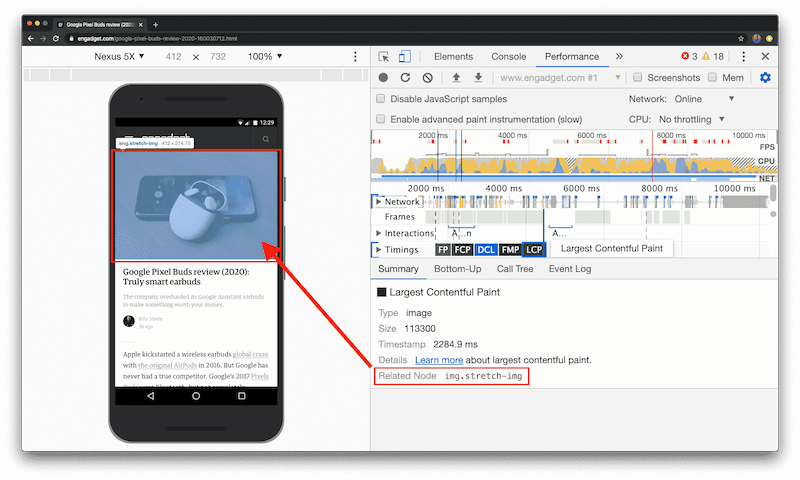 Google Pixel Buds review (2020)
engadget.com/google-pixel-buds-review-2020-160030712.html
Nexus 5X ▼ 412 × 732 100% ▼
Elements Console Performance » 3 18
www.engadget.com #1 Screenshots Mem
Disable JavaScript samples Network: Online
Enable advanced paint instrumentation (slow) CPU: No throttling
2000 ms 4000 ms 6000 ms 8000 ms 10000 ms
FPS
CPU
NET
2000 ms 4000 ms 6000 ms 8000 ms 10000 ms
Network
Frames
Interactions A...n A...
Timings FP FCP DCL FMP LCP Largest Contentful Paint
Summary Bottom-Up Call Tree Event Log
Largest Contentful Paint
Type image
Size 113300
Timestamp 2284.9 ms
Details Learn more about largest contentful paint.
Related Node img.stretch-img
12:29
engadget
img.stretch-img 412 × 274.75
Google Pixel Buds review (2020):
Truly smart earbuds
The company overhauled its Google Assistant earbuds
to make something worth your money.
Billy Steele
Apple kickstarted a wireless earbuds global craze
with the original AirPods in 2016. But Google has
never had a true competitor. Google's 2017 Pixels